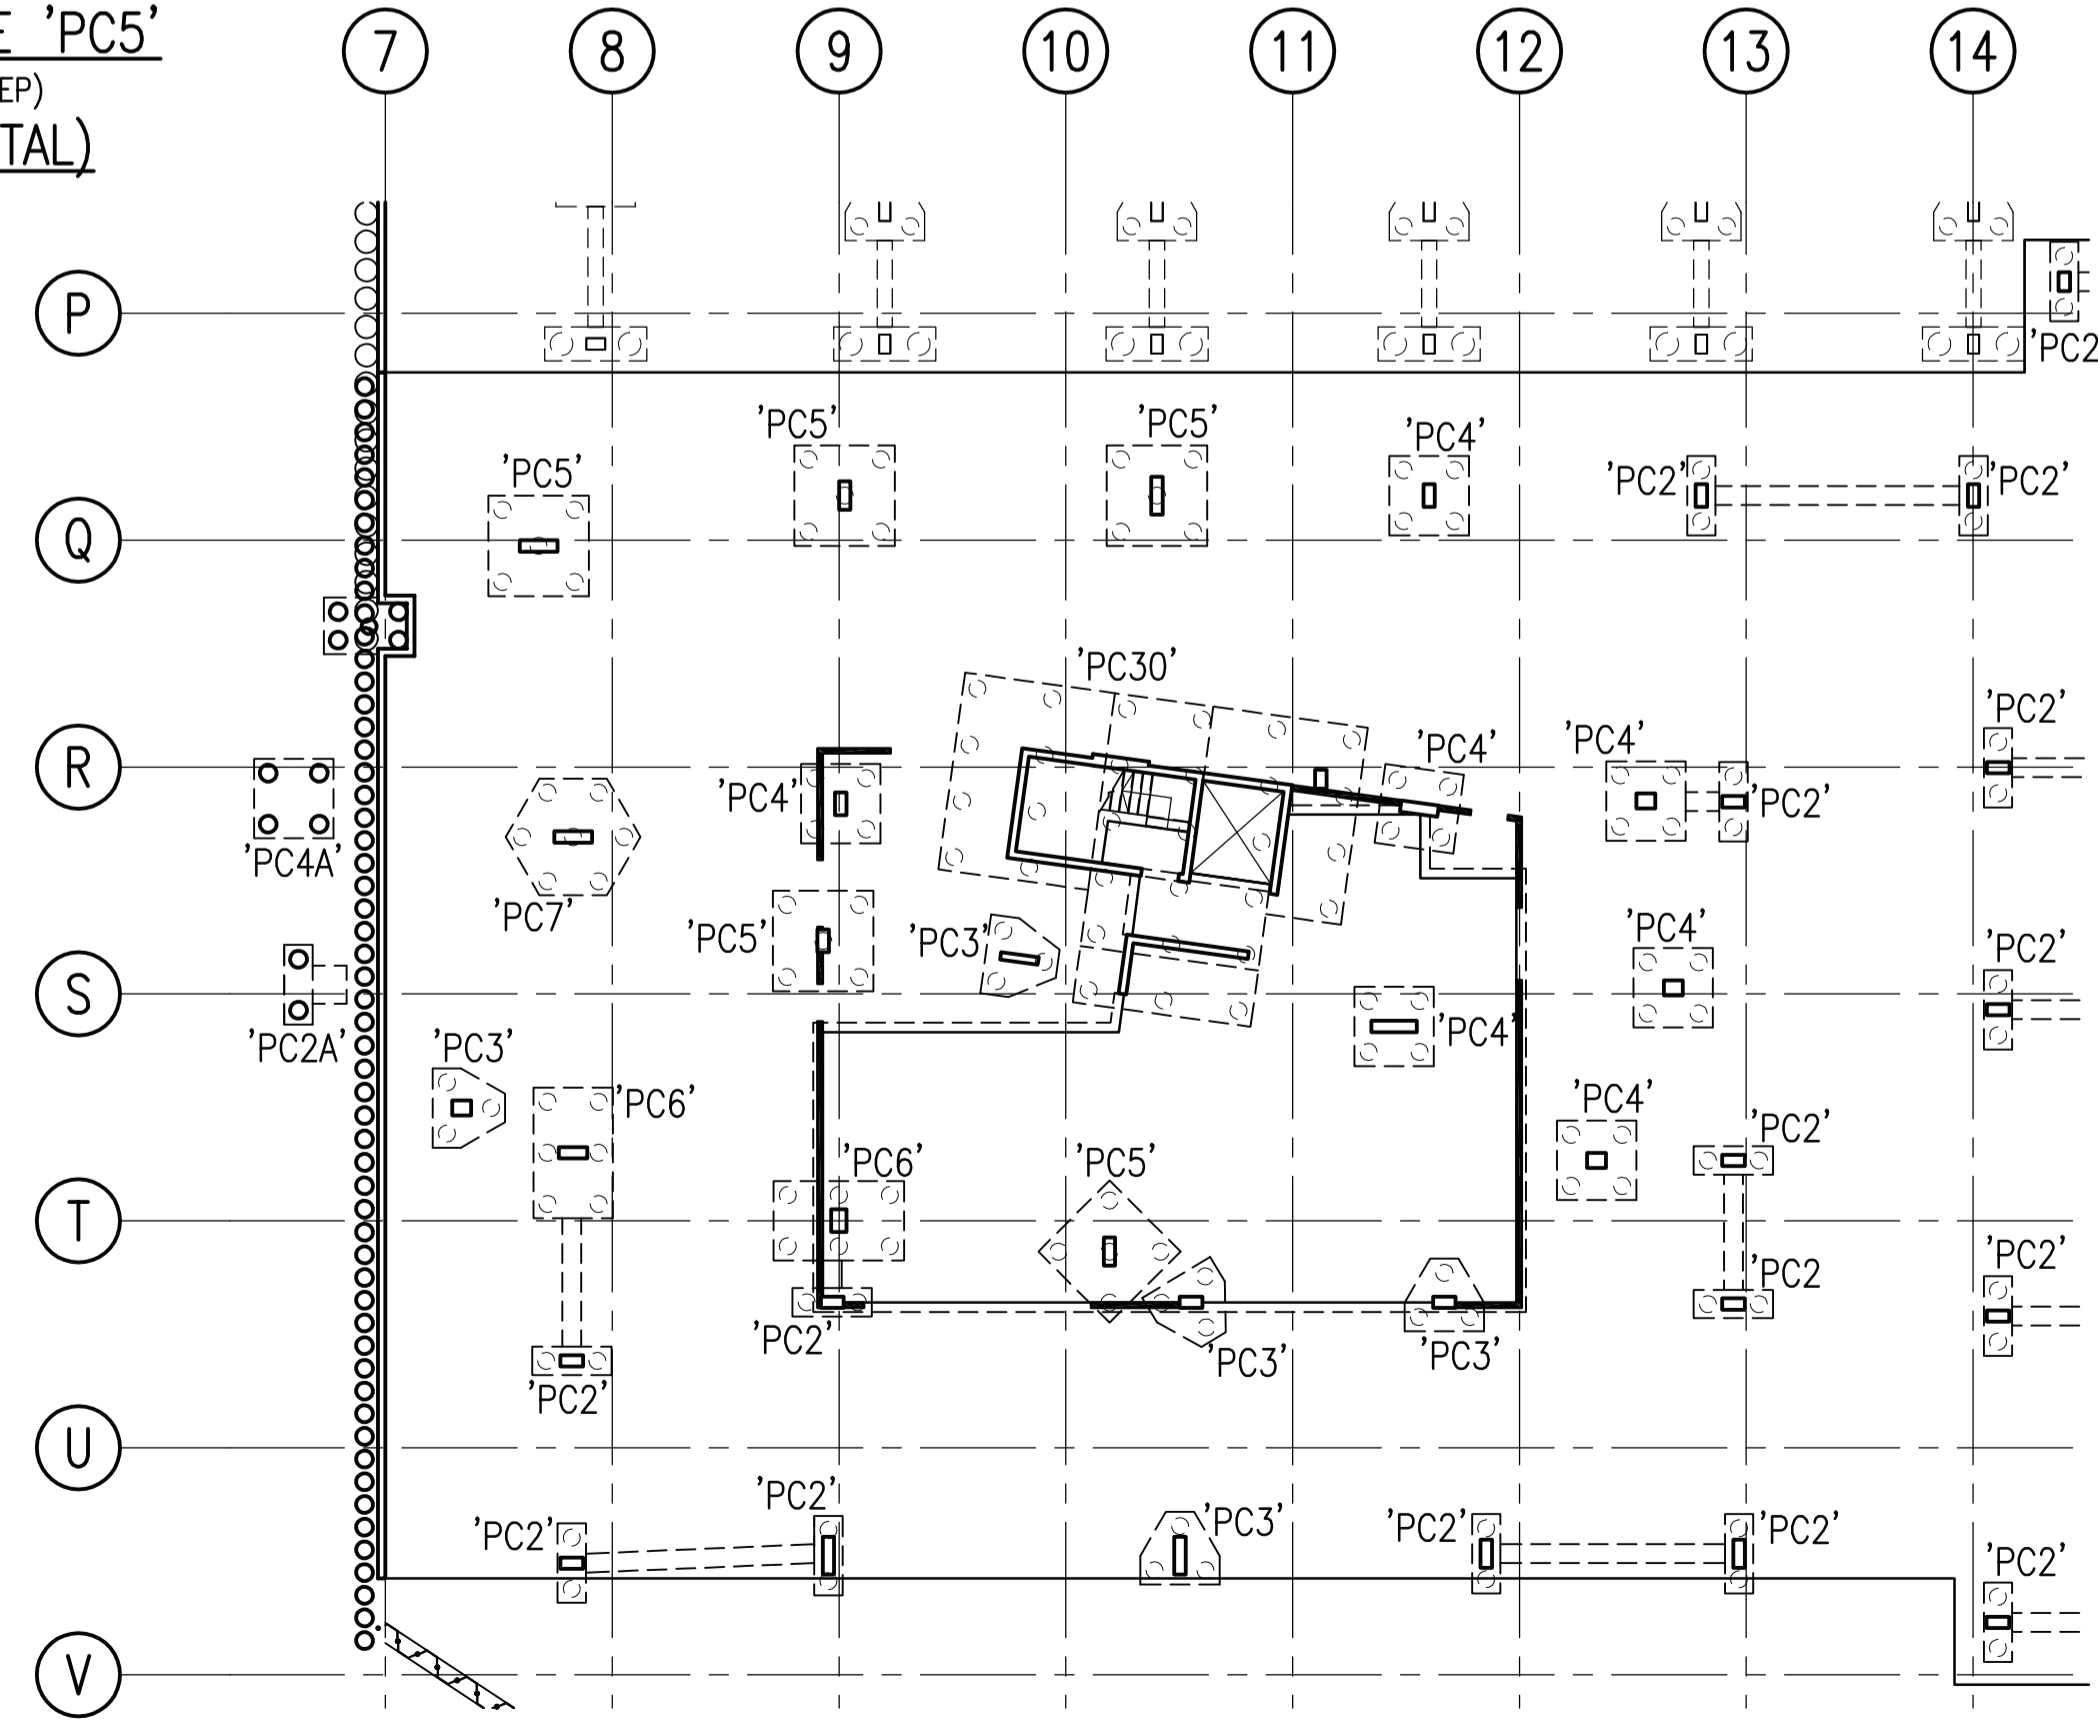 E 'PC5'
EP)
TAL)
7 8 9 10 11 12 13 14
P
'PC2
'PC5' 'PC5' 'PC4'
'PC5' 'PC2' 'PC2'
Q
'PC30'
'PC2'
R
'PC4' 'PC4' 'PC4' 'PC2'
'PC4A'
'PC7' 'PC5' 'PC3' 'PC4' 'PC2'
S
'PC2A' 'PC3' 'PC4'
'PC6' 'PC4' 'PC2'
'PC6' 'PC5'
T
'PC2' 'PC2
'PC2' 'PC3' 'PC3'
'PC2'
U
'PC2' 'PC2' 'PC3' 'PC2' 'PC2'
'PC2'
V